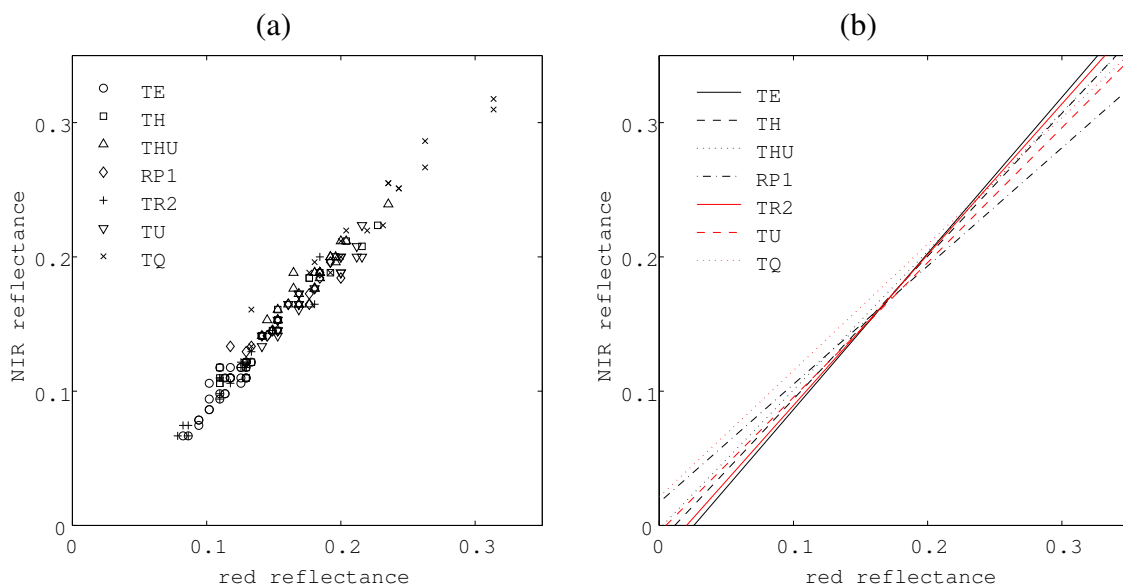 (a)
TE
TH
THU
RP1
TR2
TU
TQ
NIR reflectance
0.3
0.2
0.1
0
0
0.1
0.2
0.3
red reflectance
(b)
TE
TH
THU
RP1
TR2
TU
TQ
NIR reflectance
0.3
0.2
0.1
0
0
0.1
0.2
0.3
red reflectance